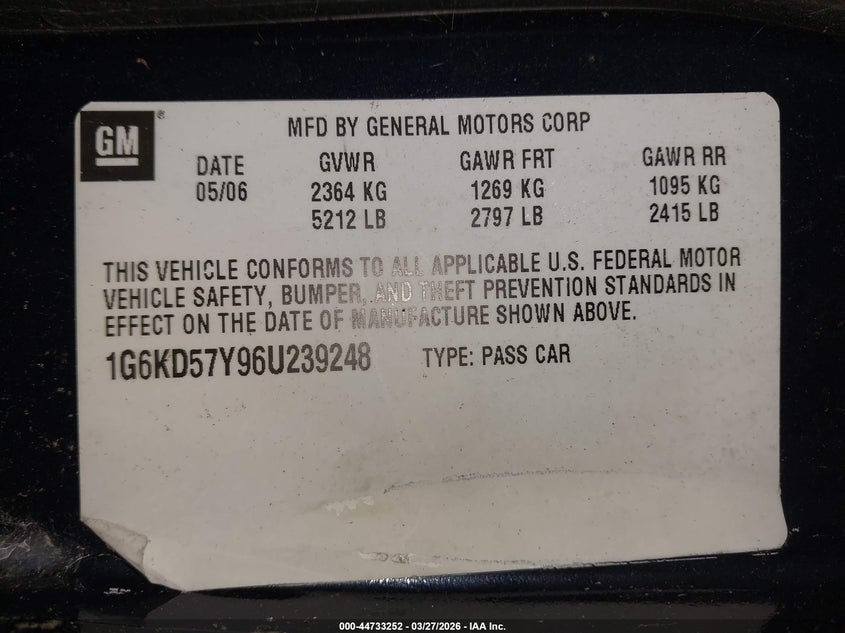 GM®
MFD BY GENERAL MOTORS CORP
DATE GVWR GAWR FRT GAWR RR
05/06 2364 KG 1269 KG 1095 KG
5212 LB 2797 LB 2415 LB
THIS VEHICLE CONFORMS TO ALL APPLICABLE U.S. FEDERAL MOTOR
VEHICLE SAFETY, BUMPER, AND THEFT PREVENTION STANDARDS IN
EFFECT ON THE DATE OF MANUFACTURE SHOWN ABOVE.
1G6KD57Y96U239248 TYPE: PASS CAR
000-44733252 - 03/27/2026 - IAA Inc.